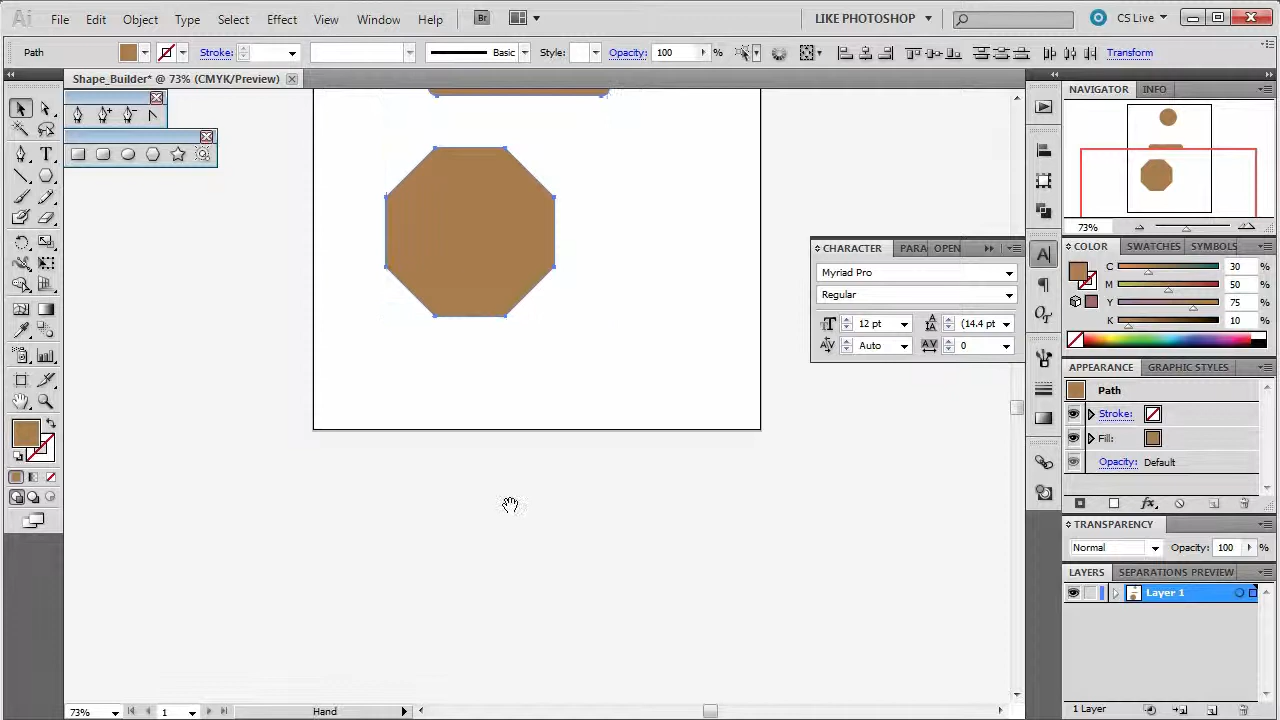 Ai File Edit Object Type Select Effect View Window Help Br LIKE PHOTOSHOP CS Live
Path Stroke: Basic Style: Opacity: 100 % Transform
Shape_Builder* @ 73% (CMYK/Preview)
NAVIGATOR INFO
73%
CHARACTER PARA OPEN
Myriad Pro
Regular
12 pt (14.4 pt
Auto 0
COLOR SWATCHES SYMBOLS
C 30 %
M 50 %
Y 75 %
K 10 %
APPEARANCE GRAPHIC STYLES
Path
Stroke:
Fill:
Opacity: Default
TRANSPARENCY
Normal Opacity: 100 %
LAYERS SEPARATIONS PREVIEW
Layer 1
1 Layer
73% 1 Hand